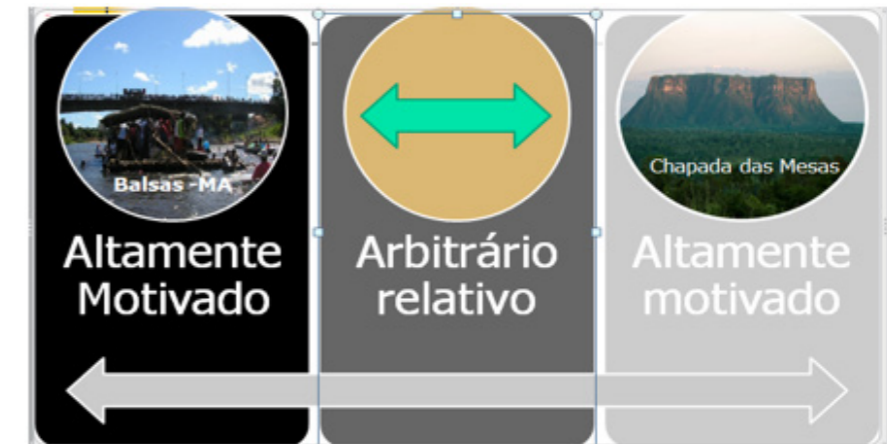 Balsas -MA
Altamente
Motivado
Arbitrário
relativo
Chapada das Mesas
Altamente
motivado